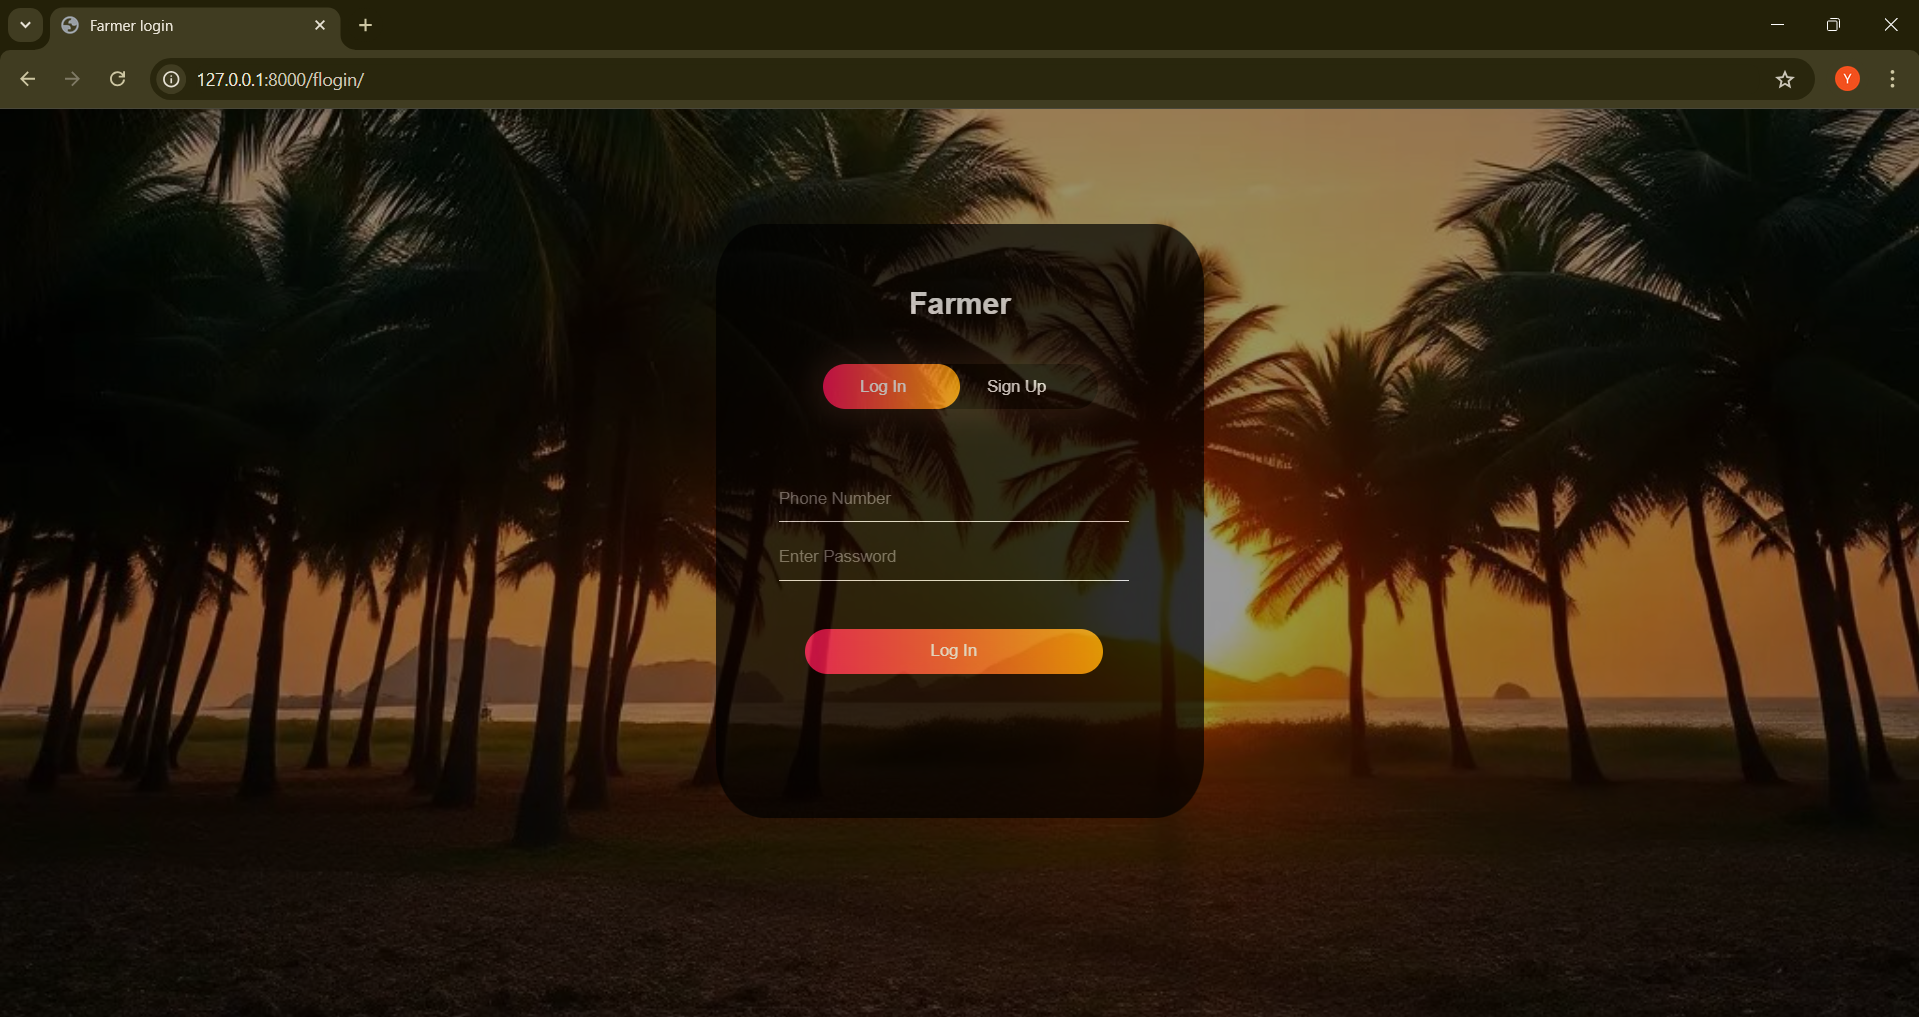 Farmer login
127.0.0.1:8000/flogin/
Y
Farmer
Log In
Sign Up
Phone Number
Enter Password
Log In